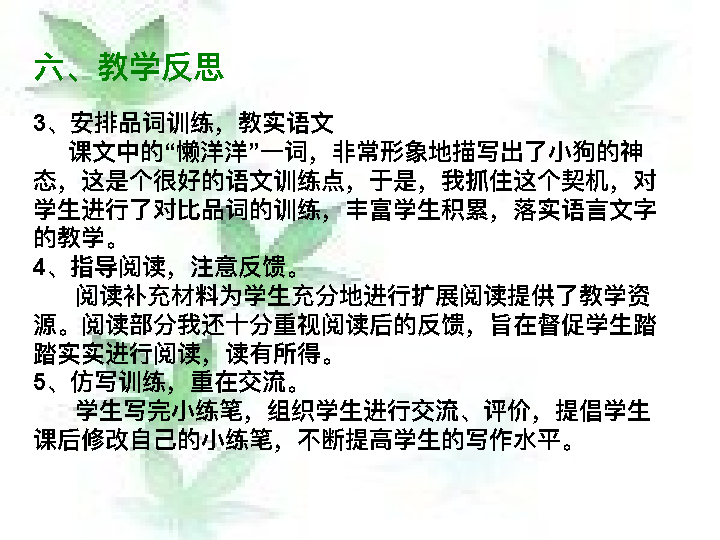 六、教学反思
3、安排品词训练，教实语文
课文中的“懒洋洋”一词，非常形象地描写出了小狗的神
态，这是个很好的语文训练点，于是，我抓住这个契机，对
学生进行了对比品词的训练，丰富学生积累，落实语言文字
的教学。
4、指导阅读，注意反馈。
阅读补充材料为学生充分地进行扩展阅读提供了教学资
源。阅读部分我还十分重视阅读后的反馈，旨在督促学生踏
踏实实进行阅读，读有所得。
5、仿写训练，重在交流。
学生写完小练笔，组织学生进行交流、评价，提倡学生
课后修改自己的小练笔，不断提高学生的写作水平。